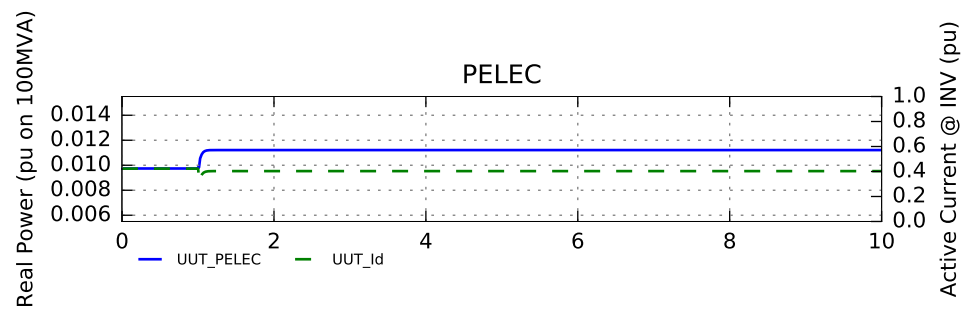 PELEC
Real Power (pu on 100MVA)
0.014
0.012
0.010
0.008
0.006
1.0
0.8
0.6
0.4
0.2
0.0
Active Current @ INV (pu)
0 2 4 6 8 10
UUT_PELEC UUT_Id